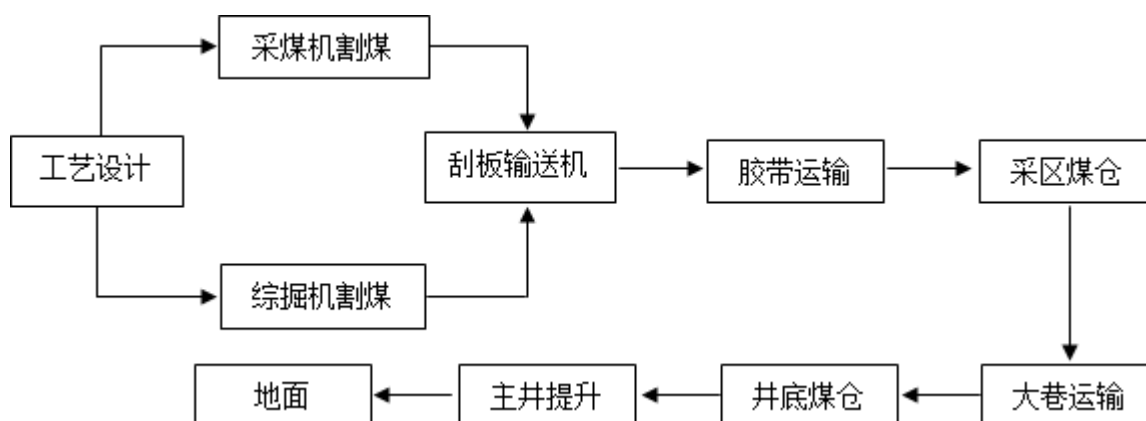 采煤机割煤
工艺设计
刮板输送机
胶带运输
采区煤仓
综掘机割煤
地面
主井提升
井底煤仓
大巷运输